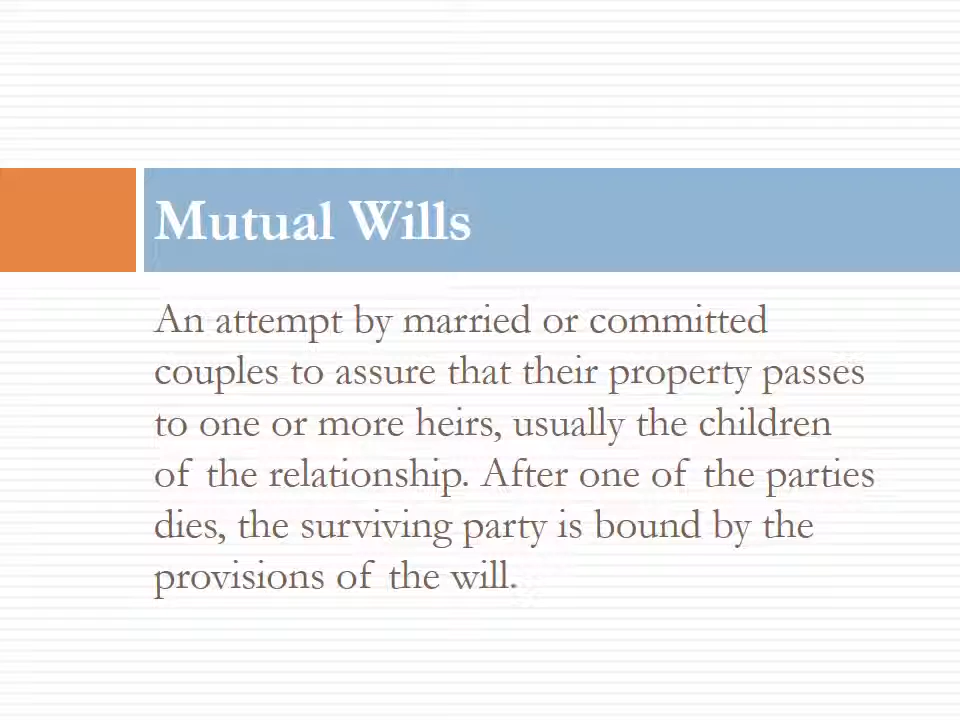 Mutual Wills
An attempt by married or committed
couples to assure that their property passes
to one or more heirs, usually the children
of the relationship. After one of the parties
dies, the surviving party is bound by the
provisions of the will.